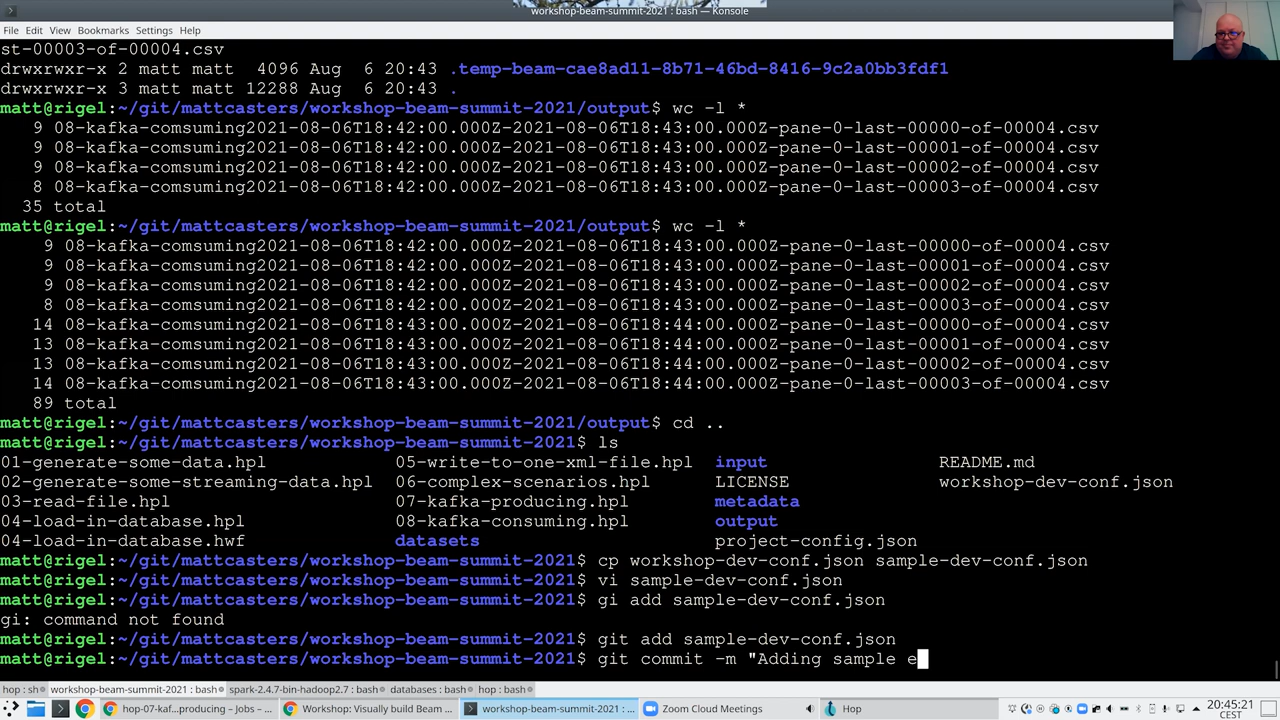 workshop-beam-summit-2021 : bash — Konsole
File Edit View Bookmarks Settings Help
st-00003-of-00004.csv
drwxrwxr-x 2 matt matt  4096 Aug  6 20:43 .temp-beam-cae8ad11-8b71-46bd-8416-9c2a0bb3fdf1
drwxrwxr-x 3 matt matt 12288 Aug  6 20:43 .
matt@rigel:~/git/mattcasters/workshop-beam-summit-2021/output$ wc -l *
9 08-kafka-comsuming2021-08-06T18:42:00.000Z-2021-08-06T18:43:00.000Z-pane-0-last-00000-of-00004.csv
9 08-kafka-comsuming2021-08-06T18:42:00.000Z-2021-08-06T18:43:00.000Z-pane-0-last-00001-of-00004.csv
9 08-kafka-comsuming2021-08-06T18:42:00.000Z-2021-08-06T18:43:00.000Z-pane-0-last-00002-of-00004.csv
8 08-kafka-comsuming2021-08-06T18:42:00.000Z-2021-08-06T18:43:00.000Z-pane-0-last-00003-of-00004.csv
35 total
matt@rigel:~/git/mattcasters/workshop-beam-summit-2021/output$ wc -l *
9 08-kafka-comsuming2021-08-06T18:42:00.000Z-2021-08-06T18:43:00.000Z-pane-0-last-00000-of-00004.csv
9 08-kafka-comsuming2021-08-06T18:42:00.000Z-2021-08-06T18:43:00.000Z-pane-0-last-00001-of-00004.csv
9 08-kafka-comsuming2021-08-06T18:42:00.000Z-2021-08-06T18:43:00.000Z-pane-0-last-00002-of-00004.csv
8 08-kafka-comsuming2021-08-06T18:42:00.000Z-2021-08-06T18:43:00.000Z-pane-0-last-00003-of-00004.csv
14 08-kafka-comsuming2021-08-06T18:43:00.000Z-2021-08-06T18:44:00.000Z-pane-0-last-00000-of-00004.csv
13 08-kafka-comsuming2021-08-06T18:43:00.000Z-2021-08-06T18:44:00.000Z-pane-0-last-00001-of-00004.csv
13 08-kafka-comsuming2021-08-06T18:43:00.000Z-2021-08-06T18:44:00.000Z-pane-0-last-00002-of-00004.csv
14 08-kafka-comsuming2021-08-06T18:43:00.000Z-2021-08-06T18:44:00.000Z-pane-0-last-00003-of-00004.csv
89 total
matt@rigel:~/git/mattcasters/workshop-beam-summit-2021/output$ cd ..
matt@rigel:~/git/mattcasters/workshop-beam-summit-2021$ ls
01-generate-some-data.hpl 05-write-to-one-xml-file.hpl input README.md
02-generate-some-streaming-data.hpl 06-complex-scenarios.hpl LICENSE workshop-dev-conf.json
03-read-file.hpl 07-kafka-producing.hpl metadata
04-load-in-database.hpl 08-kafka-consuming.hpl output
04-load-in-database.hwf datasets project-config.json
matt@rigel:~/git/mattcasters/workshop-beam-summit-2021$ cp workshop-dev-conf.json sample-dev-conf.json
matt@rigel:~/git/mattcasters/workshop-beam-summit-2021$ vi sample-dev-conf.json
matt@rigel:~/git/mattcasters/workshop-beam-summit-2021$ gi add sample-dev-conf.json
gi: command not found
matt@rigel:~/git/mattcasters/workshop-beam-summit-2021$ git add sample-dev-conf.json
matt@rigel:~/git/mattcasters/workshop-beam-summit-2021$ git commit -m "Adding sample e
hop : sh workshop-beam-summit-2021 : bash spark-2.4.7-bin-hadoop2.7 : bash databases : bash hop : bash
hop-07-kaf...producing – Jobs – ... Workshop: Visually build Beam ... workshop-beam-summit-2021 : ... Zoom Cloud Meetings Hop 20:45:21
CEST